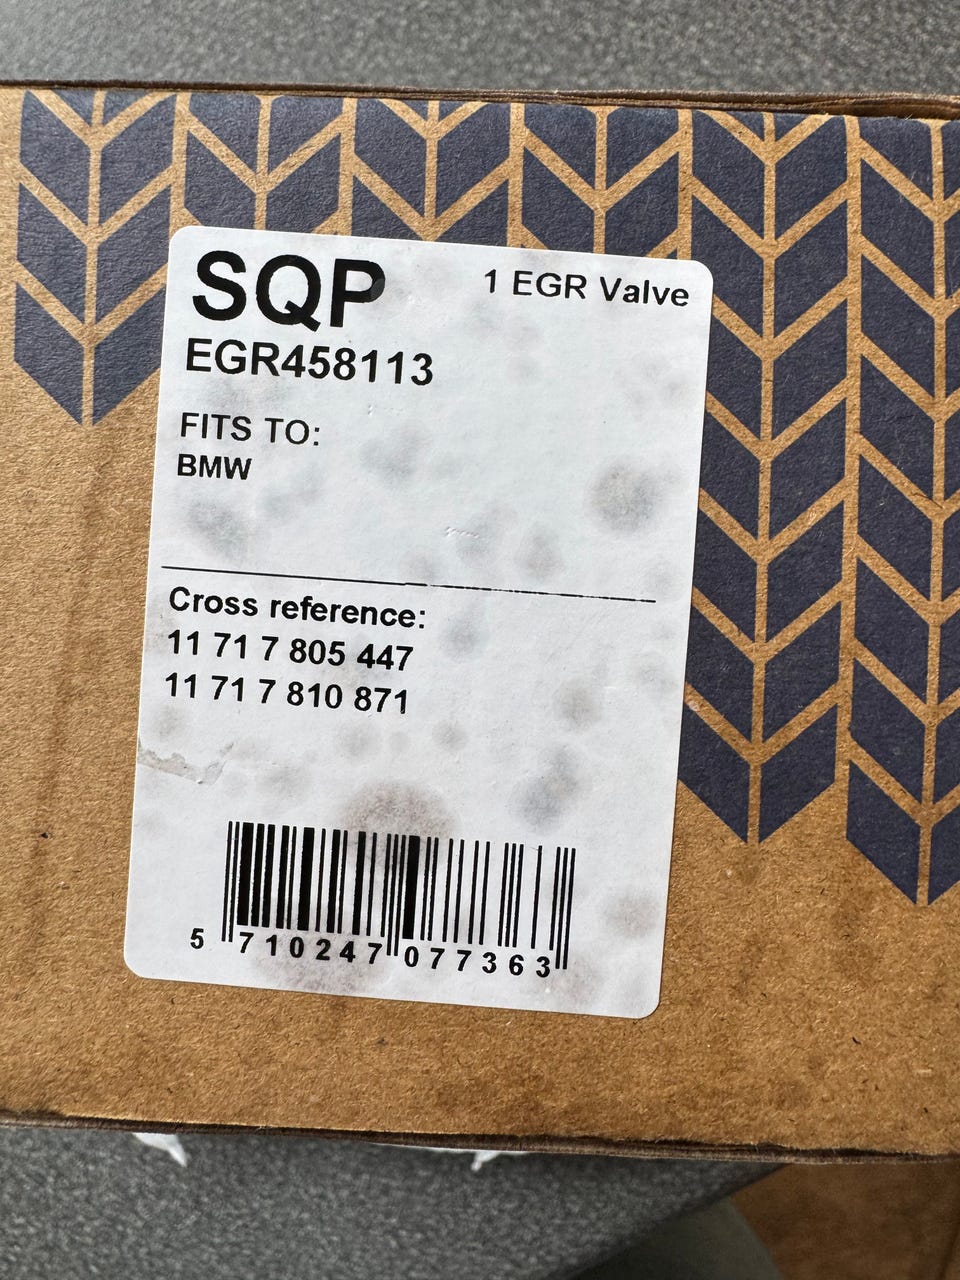 SQP
1 EGR Valve
EGR458113
FITS TO:
BMW
Cross reference:
11 71 7 805 447
11 71 7 810 871
5 710247 077363